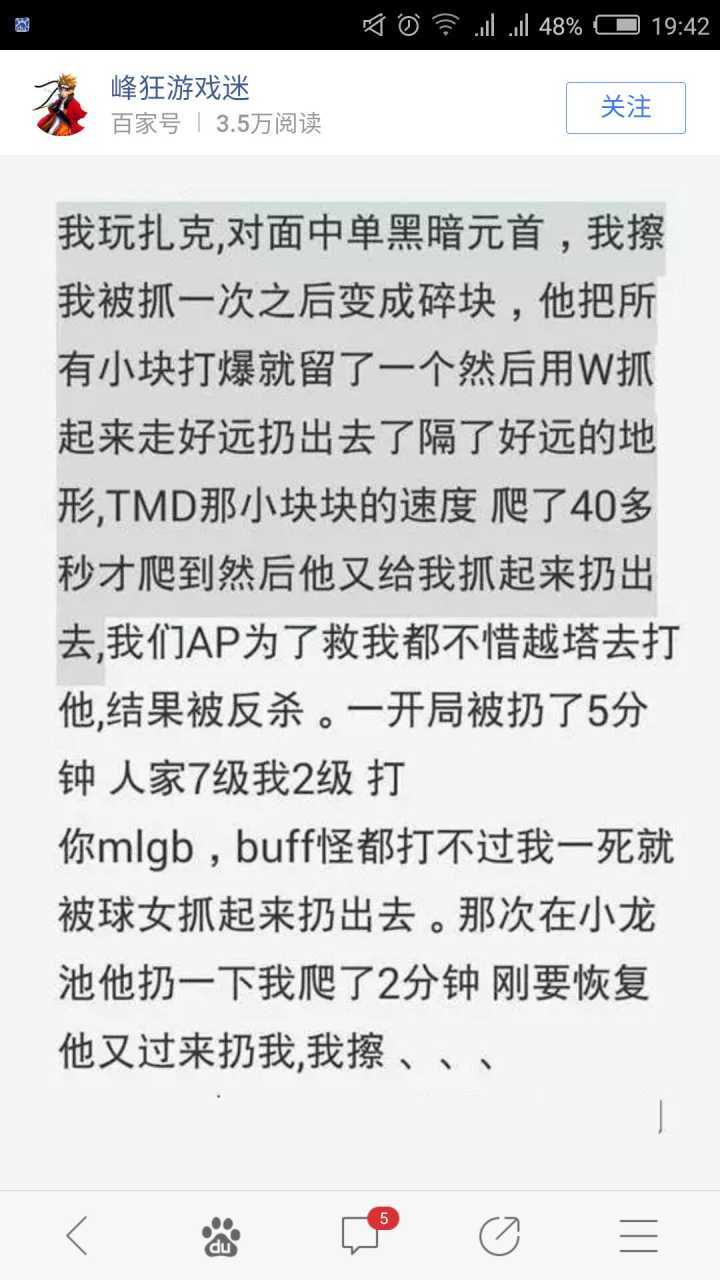 48% 19:42
峰狂游戏迷
百家号 | 3.5万阅读
关注
我玩扎克,对面中单黑暗元首，我擦
我被抓一次之后变成碎块，他把所
有小块打爆就留了一个然后用W抓
起来走好远扔出去了隔了好远的地
形,TMD那小块块的速度 爬了40多
秒才爬到然后他又给我抓起来扔出
去,我们AP为了救我都不惜越塔去打
他,结果被反杀。一开局被扔了5分
钟 人家7级我2级 打
你mlgb，buff怪都打不过我一死就
被球女抓起来扔出去。那次在小龙
池他扔一下我爬了2分钟 刚要恢复
他又过来扔我,我擦 、、、
du
5